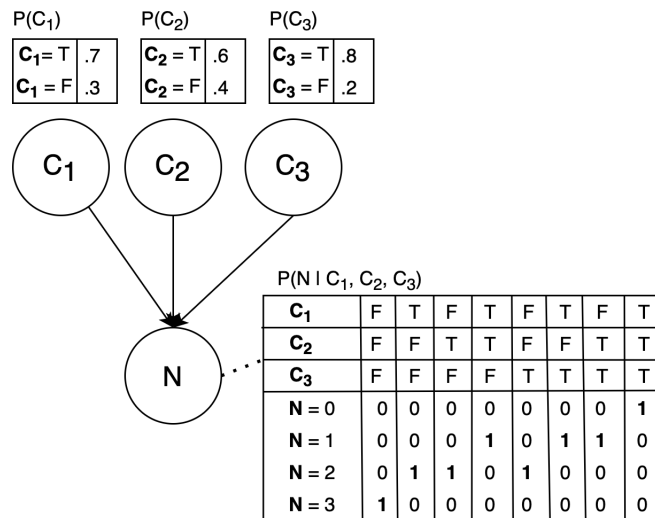 P(C₁) P(C₂) P(C₃)
C₁= T .7 C₂ = T .6 C₃ = T .8
C₁ = F .3 C₂ = F .4 C₃ = F .2
C₁ C₂ C₃
P(N I C₁, C₂, C₃)
C₁ F T F T F T F T
C₂ F F T T F F T T
N
C₃ F F F F T T T T
N = 0 0 0 0 0 0 0 0 1
N = 1 0 0 0 1 0 1 1 0
N = 2 0 1 1 0 1 0 0 0
N = 3 1 0 0 0 0 0 0 0